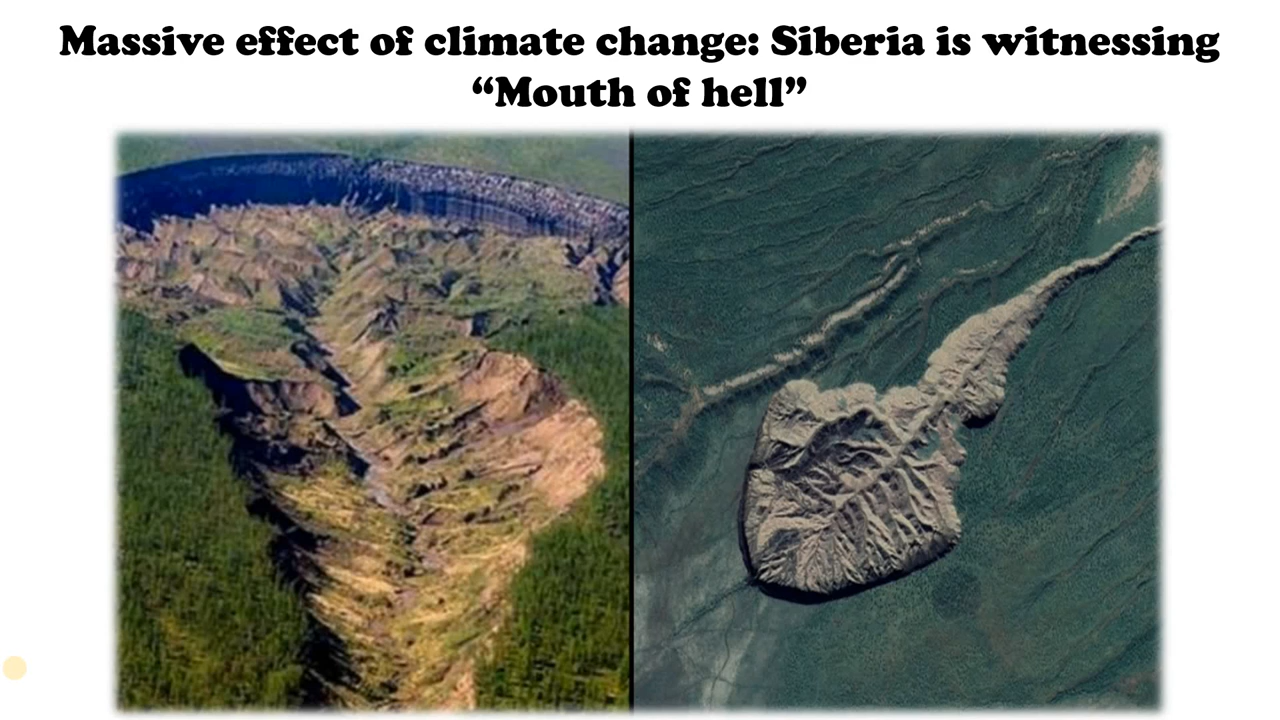 Massive effect of climate change: Siberia is witnessing
“Mouth of hell”